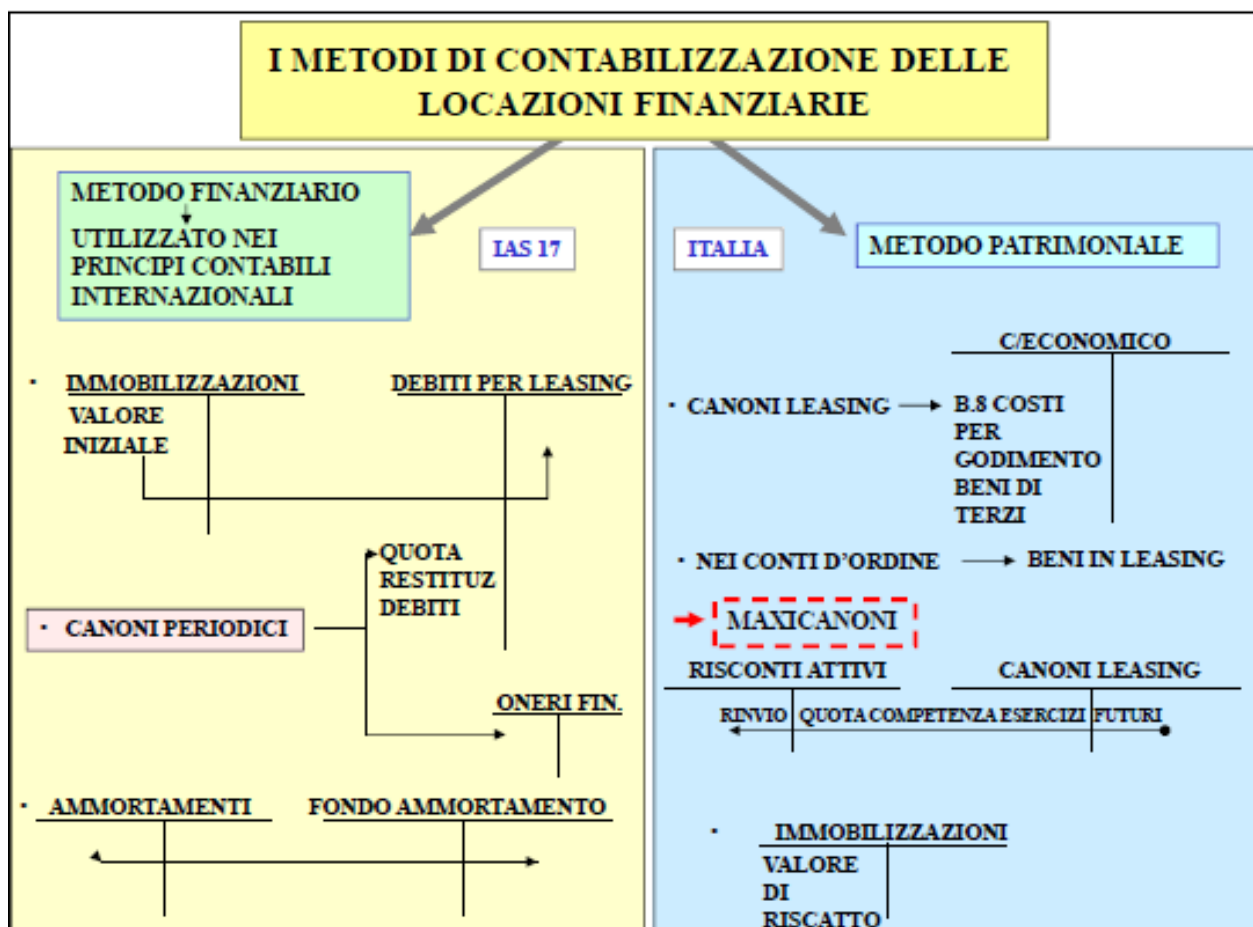 I METODI DI CONTABILIZZAZIONE DELLE
LOCAZIONI FINANZIARIE
METODO FINANZIARIO
UTILIZZATO NEI
PRINCIPI CONTABILI
INTERNAZIONALI
IAS 17
· IMMOBILIZZAZIONI
VALORE
INIZIALE
DEBITI PER LEASING
QUOTA
RESTITUZ
DEBITI
· CANONI PERIODICI
ONERI FIN.
· AMMORTAMENTI
FONDO AMMORTAMENTO
ITALIA
METODO PATRIMONIALE
C/ECONOMICO
· CANONI LEASING
B.8 COSTI
PER
GODIMENTO
BENI DI
TERZI
· NEI CONTI D’ORDINE
BENI IN LEASING
MAXICANONI
RISCONTI ATTIVI
CANONI LEASING
RINVIO QUOTA COMPETENZA ESERCIZI FUTURI
· IMMOBILIZZAZIONI
VALORE
DI
RISCATTO